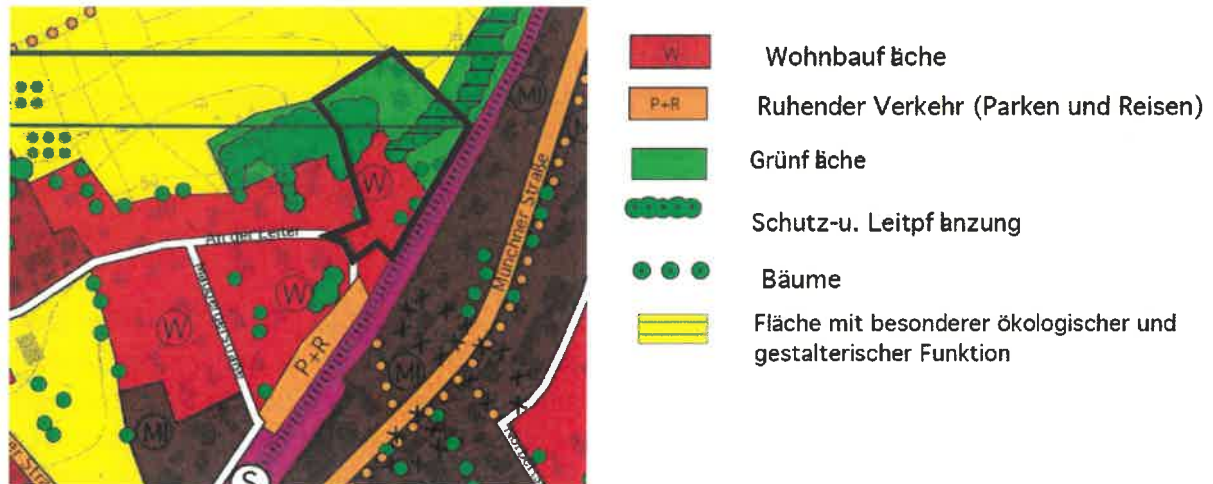 MI
W
An der Leiten
Münchner Straße
W
W
P+R
MI
MI
S
W
Wohnbaufläche
P+R
Ruhender Verkehr (Parken und Reisen)
Grünfläche
Schutz-u. Leitpflanzung
Bäume
Fläche mit besonderer ökologischer und
gestalterischer Funktion